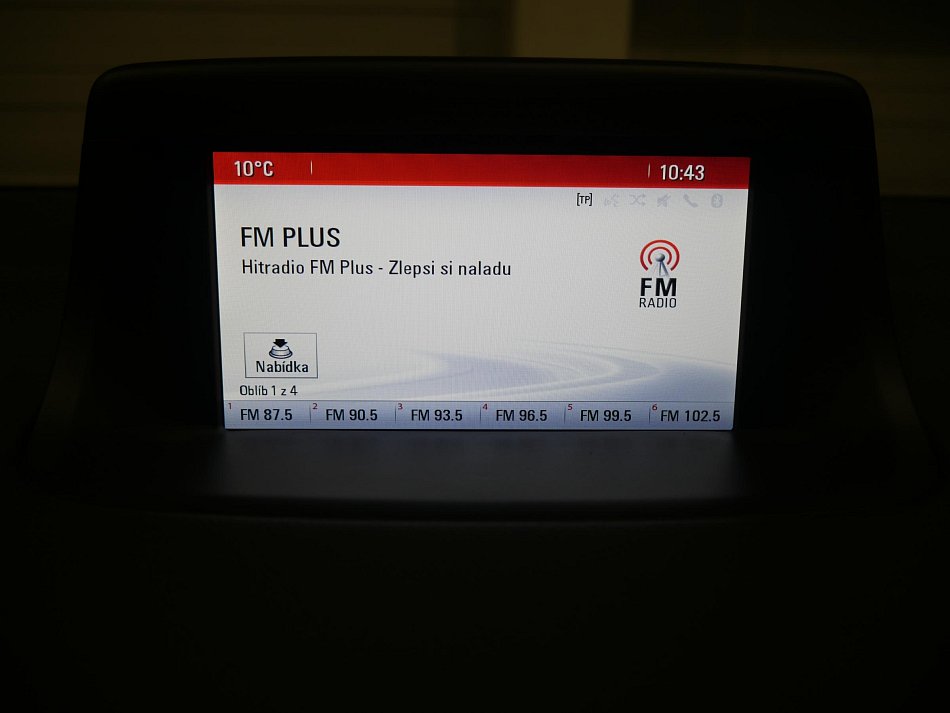 10°C 10:43
[TP]
FM PLUS
Hitradio FM Plus - Zlepsi si naladu
FM
RADIO
Nabídka
Oblíb 1 z 4
1 FM 87.5 2 FM 90.5 3 FM 93.5 4 FM 96.5 5 FM 99.5 6 FM 102.5